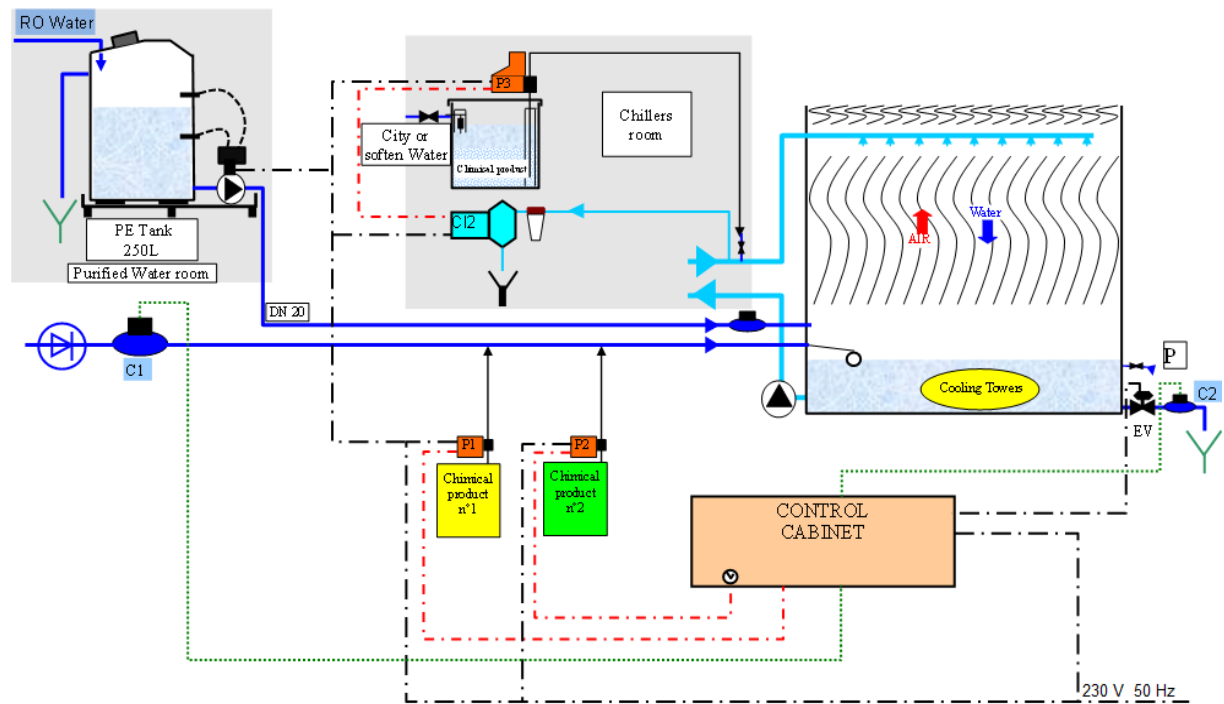 RO Water
PE Tank
250L
Purified Water room
P3
City or
soften Water
Chimical product
Chillers
room
Cl2
DN 20
C1
Water
AIR
Cooling Towers
P
C2
EV
P1
Chimical
product
n°1
P2
Chimical
product
n°2
CONTROL
CABINET
230 V 50 Hz